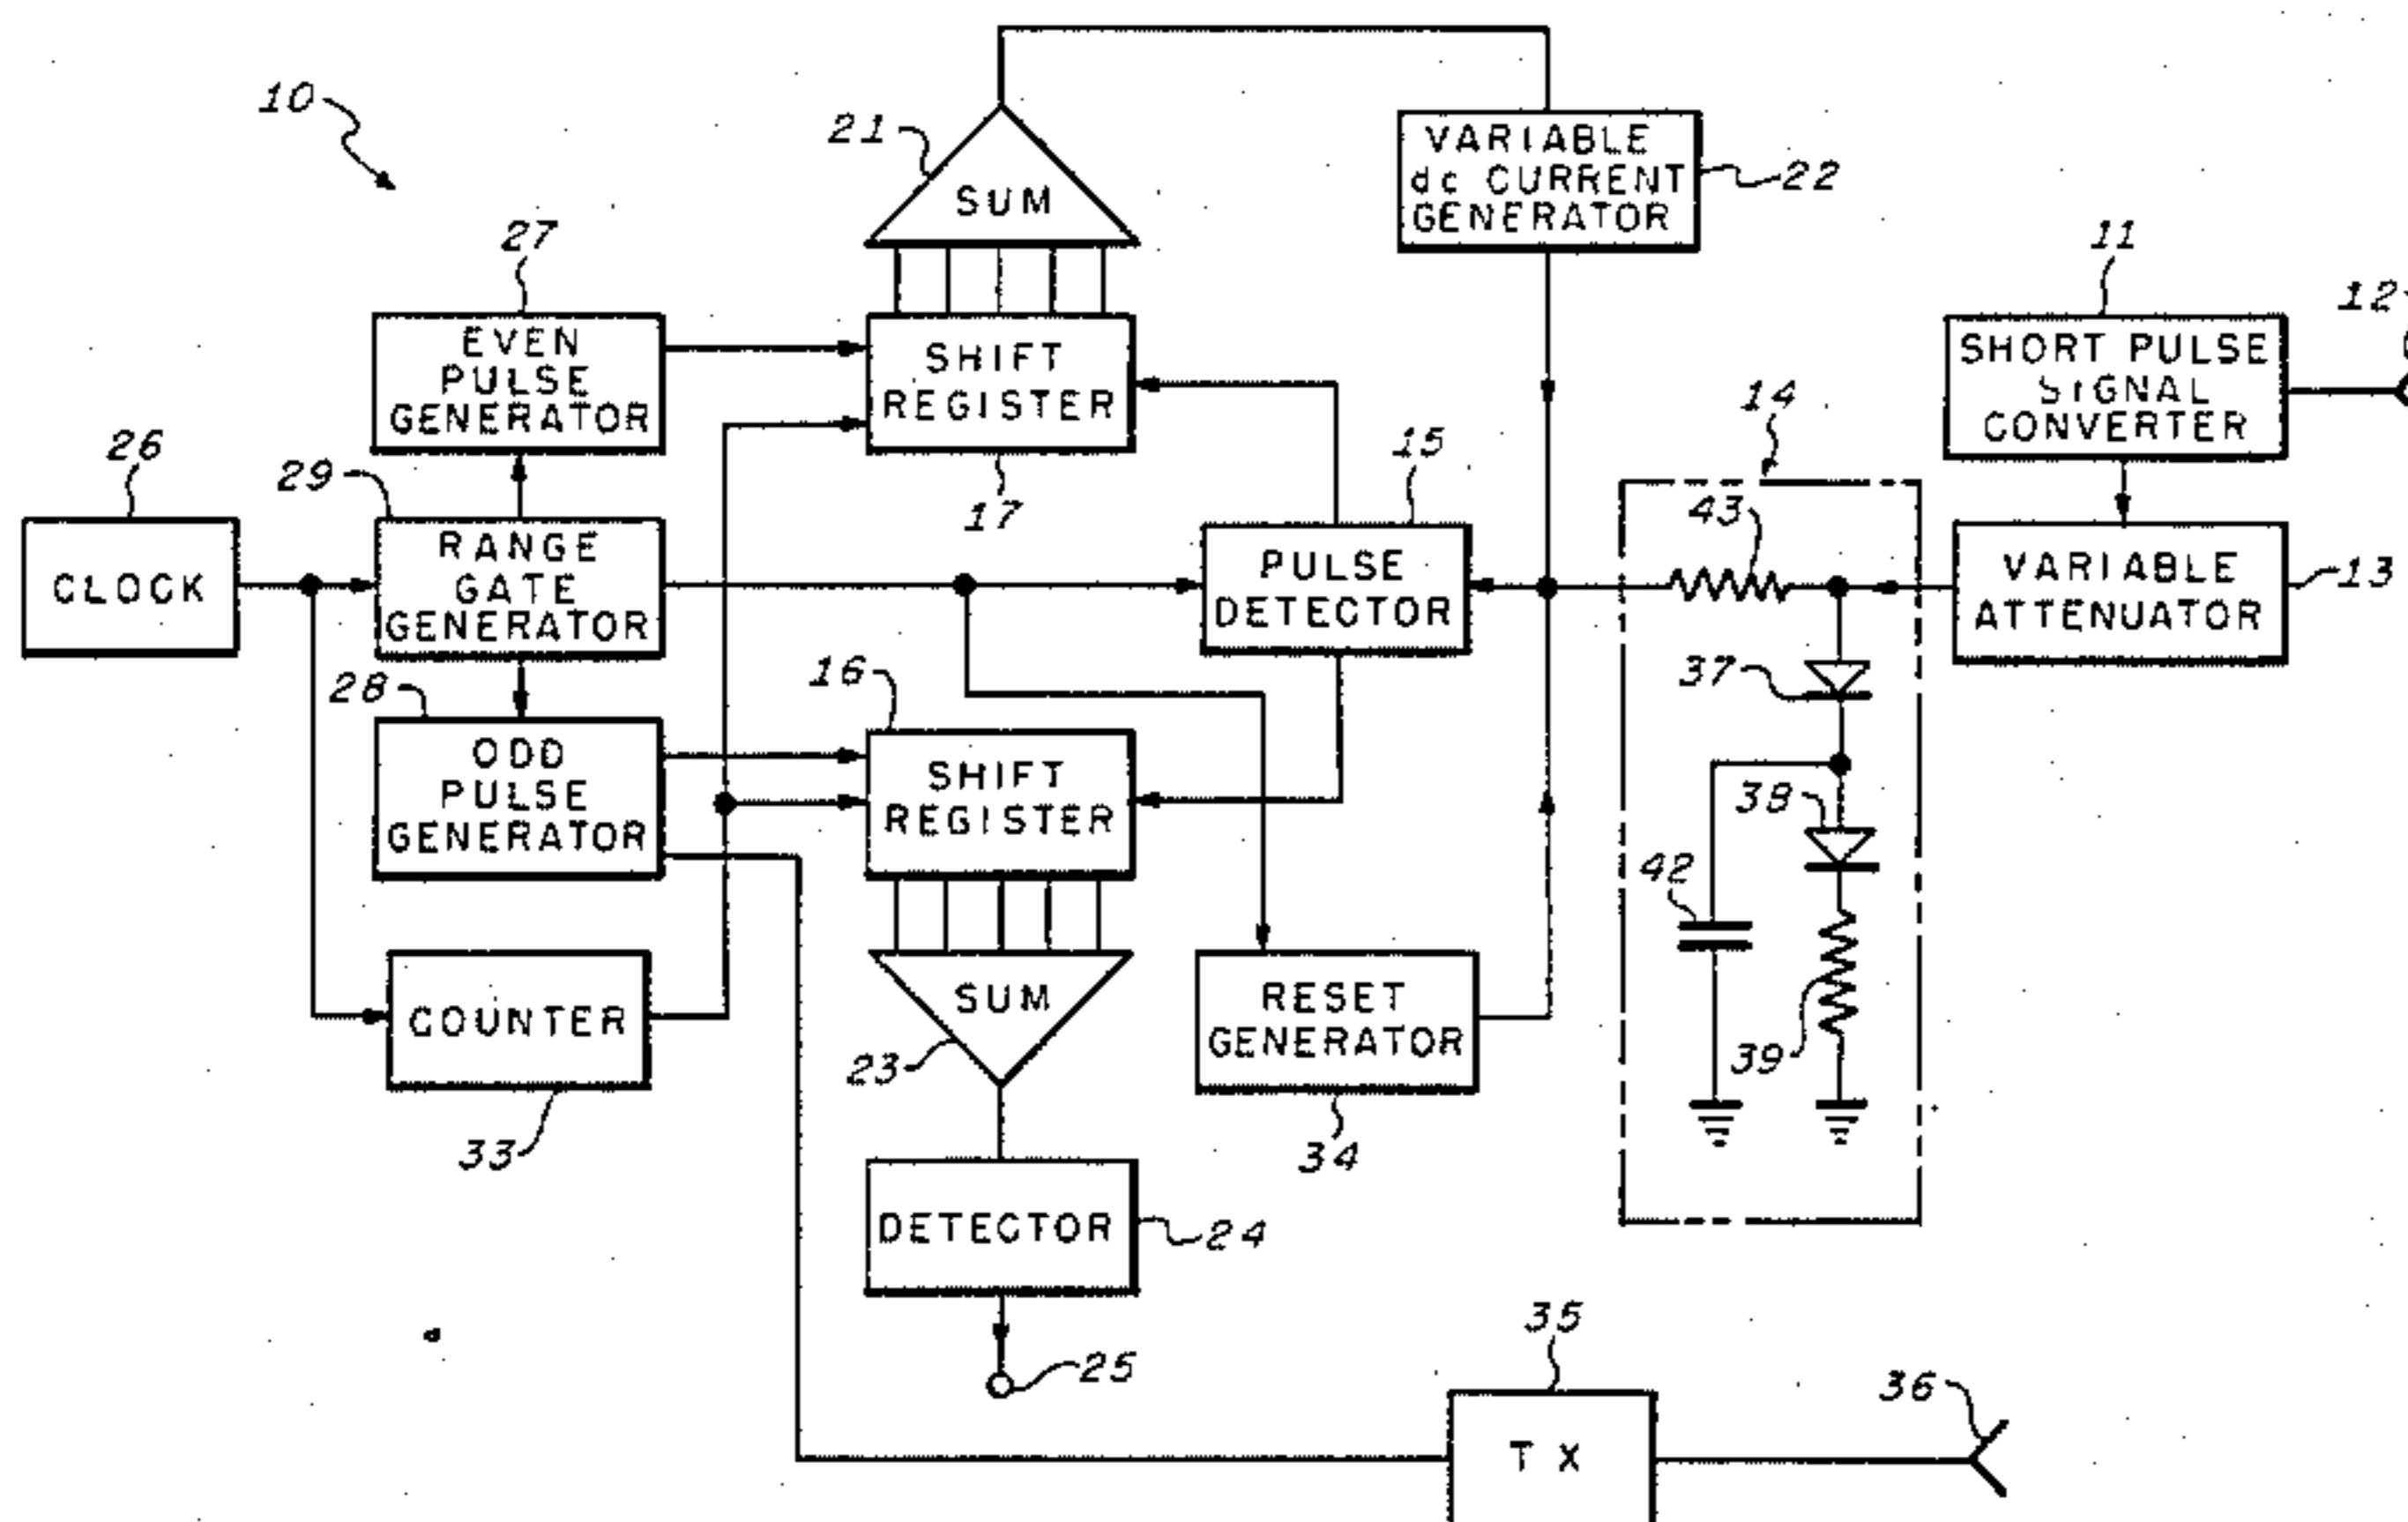 10
21
SUM
VARIABLE
dc CURRENT
GENERATOR
22
27
EVEN
PULSE
GENERATOR
SHIFT
REGISTER
17
11
12
SHORT PULSE
SIGNAL
CONVERTER
14
26
CLOCK
29
RANGE
GATE
GENERATOR
15
PULSE
DETECTOR
43
VARIABLE
ATTENUATOR
13
28
ODD
PULSE
GENERATOR
16
SHIFT
REGISTER
37
38
42
39
COUNTER
33
SUM
23
RESET
GENERATOR
34
DETECTOR
24
25
35
TX
36